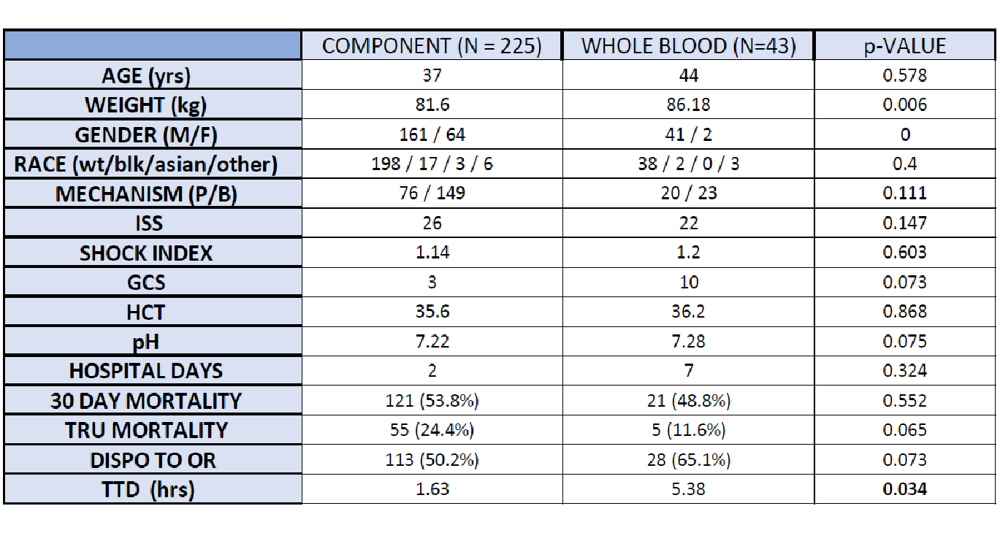 COMPONENT (N = 225) WHOLE BLOOD (N=43) p-VALUE
AGE (yrs) 37 44 0.578
WEIGHT (kg) 81.6 86.18 0.006
GENDER (M/F) 161 / 64 41 / 2 0
RACE (wt/blk/asian/other) 198 / 17 / 3 / 6 38 / 2 / 0 / 3 0.4
MECHANISM (P/B) 76 / 149 20 / 23 0.111
ISS 26 22 0.147
SHOCK INDEX 1.14 1.2 0.603
GCS 3 10 0.073
HCT 35.6 36.2 0.868
pH 7.22 7.28 0.075
HOSPITAL DAYS 2 7 0.324
30 DAY MORTALITY 121 (53.8%) 21 (48.8%) 0.552
TRU MORTALITY 55 (24.4%) 5 (11.6%) 0.065
DISPO TO OR 113 (50.2%) 28 (65.1%) 0.073
TTD (hrs) 1.63 5.38 0.034